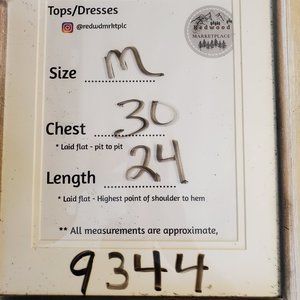 Tops/Dresses
@redwdmrktplc
Redwood
MARKETPLACE
Size M
Chest 30
* Laid flat - pit to pit
Length 24
* Laid flat - Highest point of shoulder to hem
** All measurements are approximate,
9344